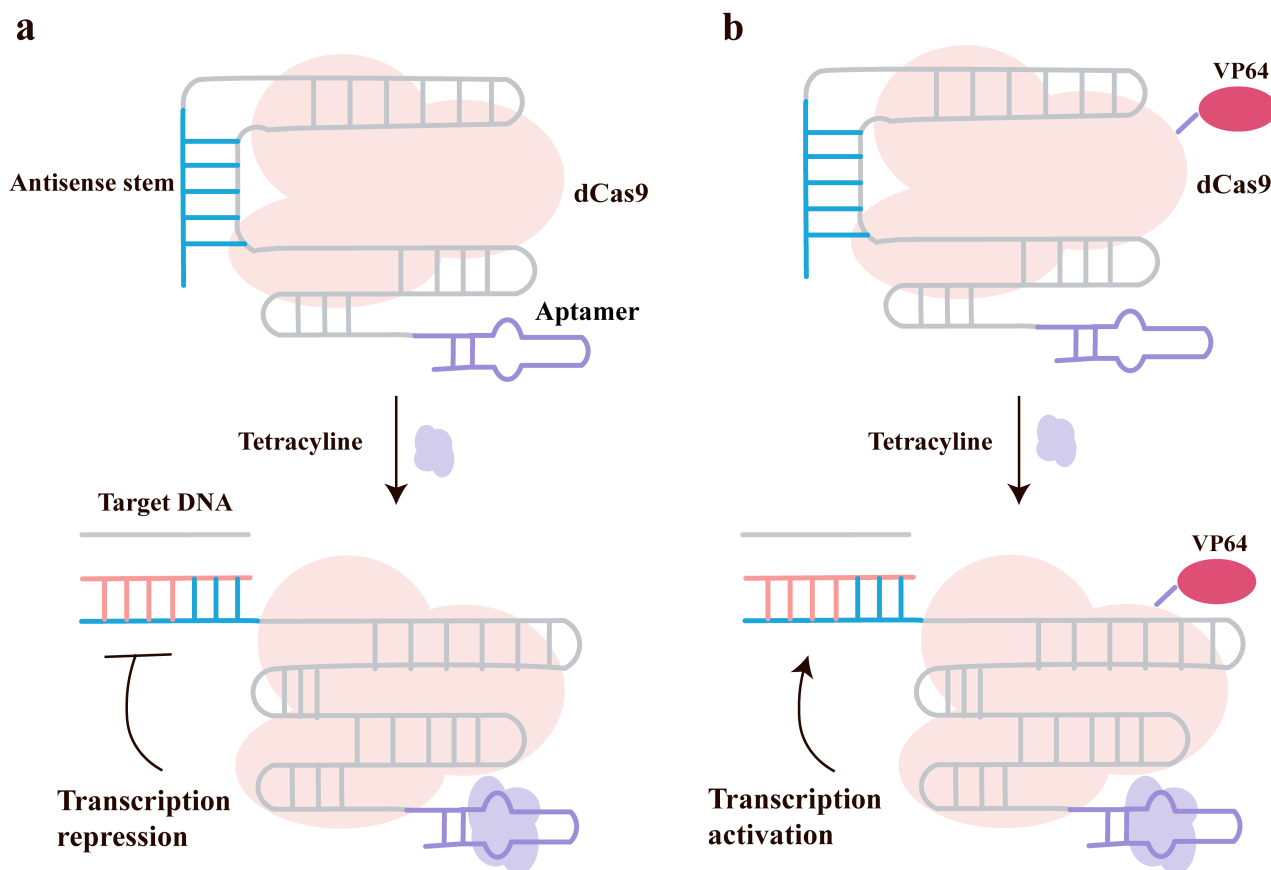 a
Antisense stem
dCas9
Aptamer
Tetracyline
Target DNA
Transcription
repression
b
VP64
dCas9
Tetracyline
VP64
Transcription
activation